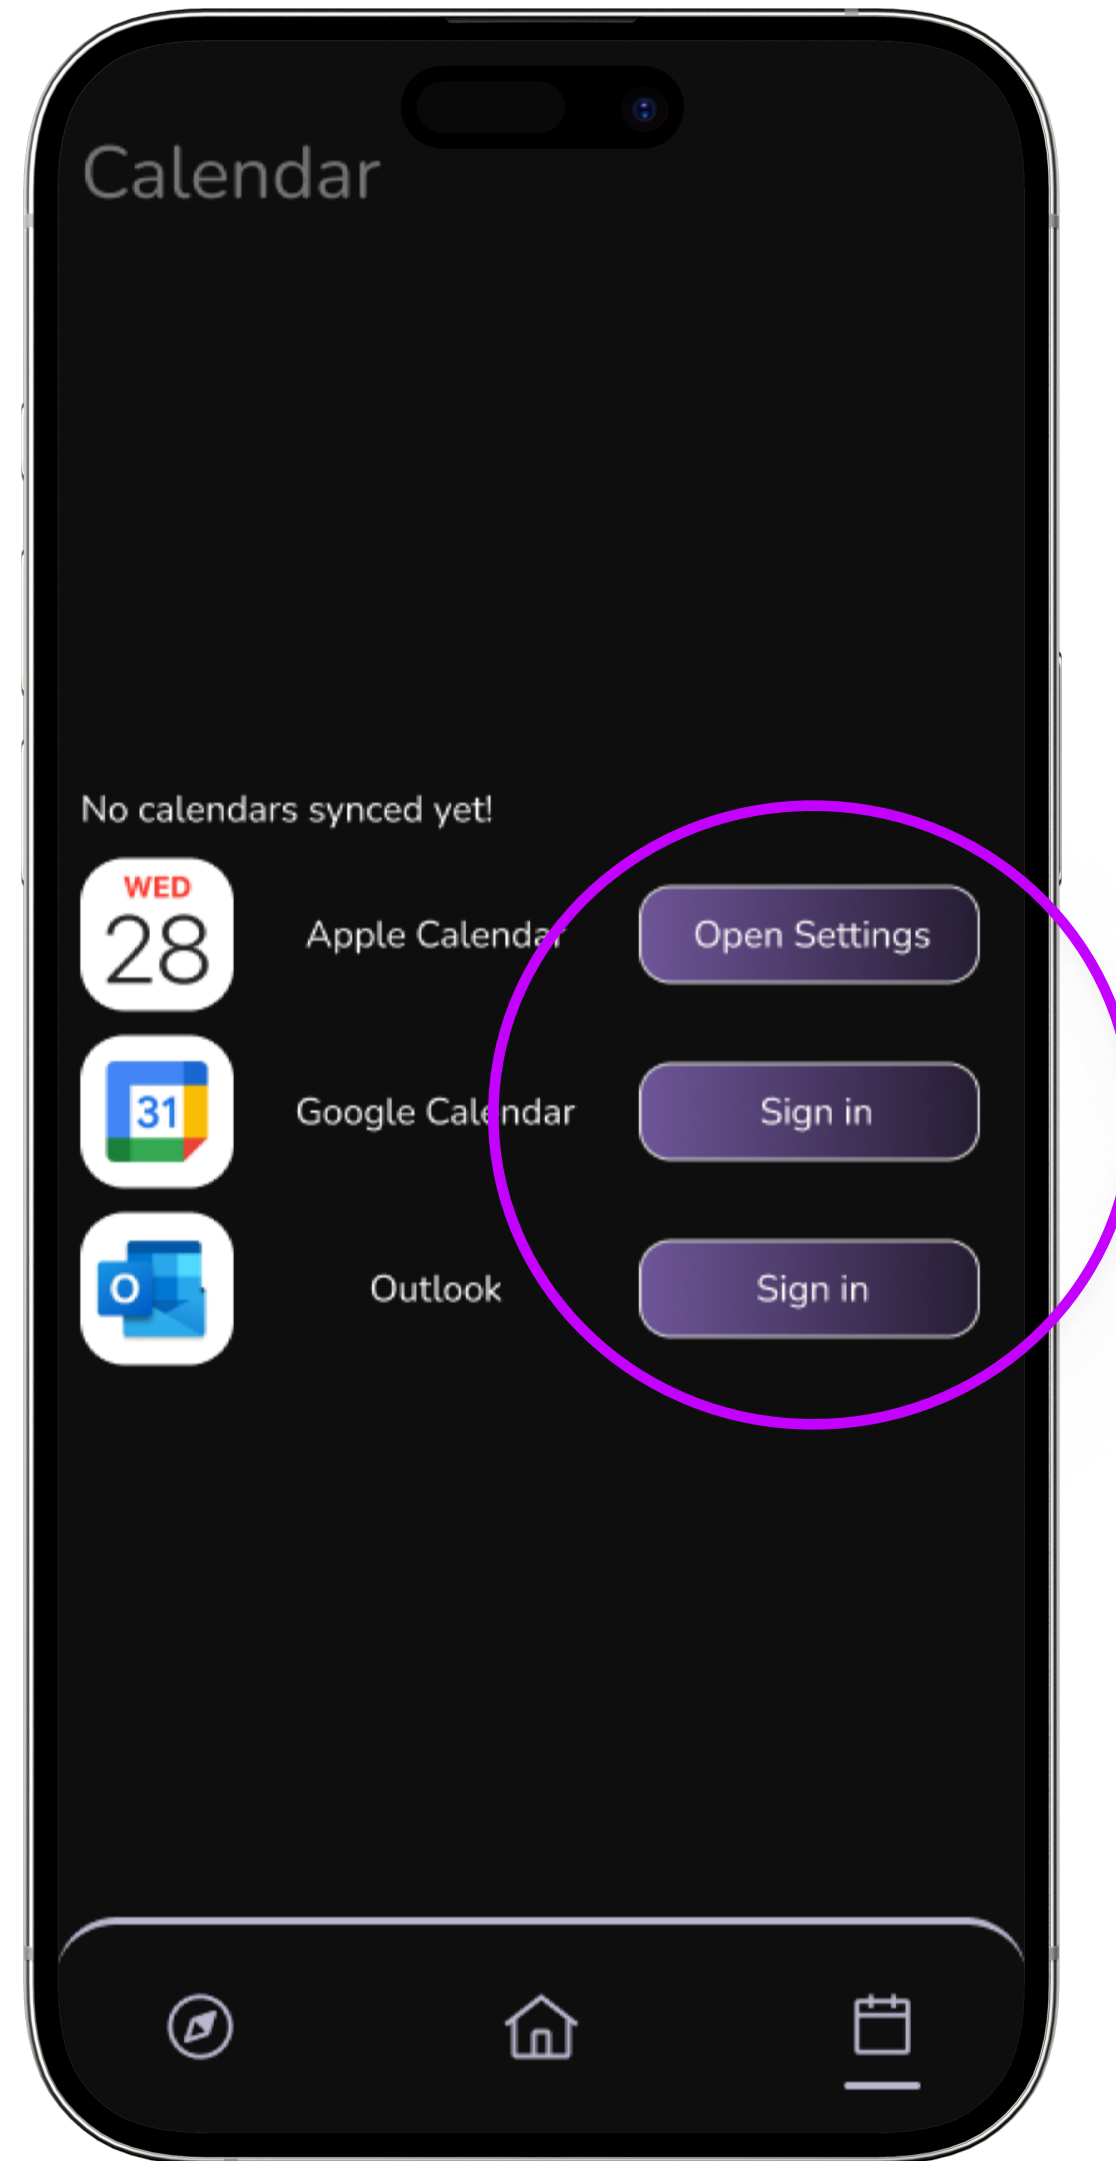 Calendar
No calendars synced yet!
WED
28
Apple Calendar
Open Settings
31
Google Calendar
Sign in
O
Outlook
Sign in